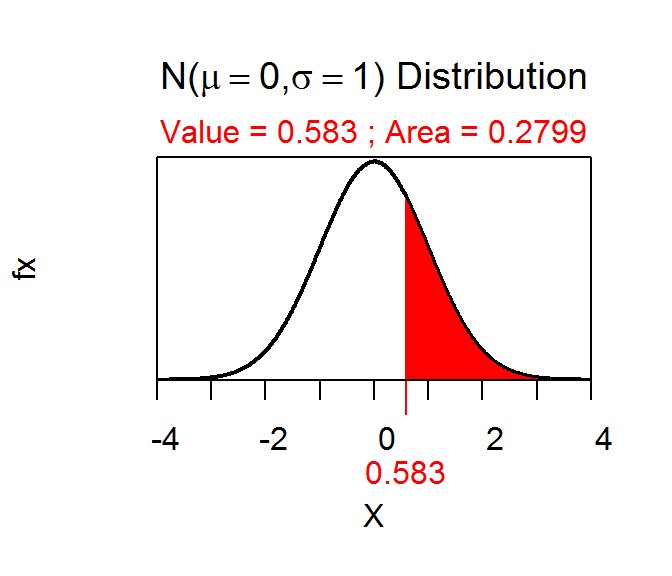 N(μ = 0,σ = 1) Distribution
Value = 0.583 ; Area = 0.2799
fx
-4 -2 0 2 4
0.583
X